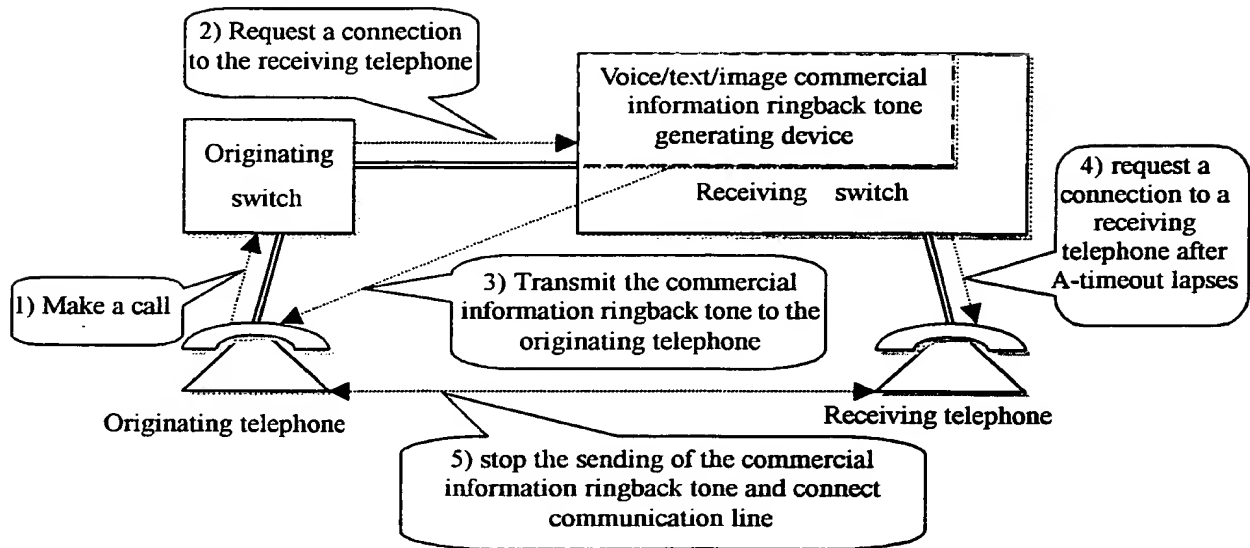 2) Request a connection
to the receiving telephone
Voice/text/image commercial
information ringback tone
generating device
Originating
switch
Receiving switch
4) request a
connection to a
receiving
telephone after
A-timeout lapses
1) Make a call
3) Transmit the commercial
information ringback tone to the
originating telephone
Originating telephone
Receiving telephone
5) stop the sending of the commercial
information ringback tone and connect
communication line